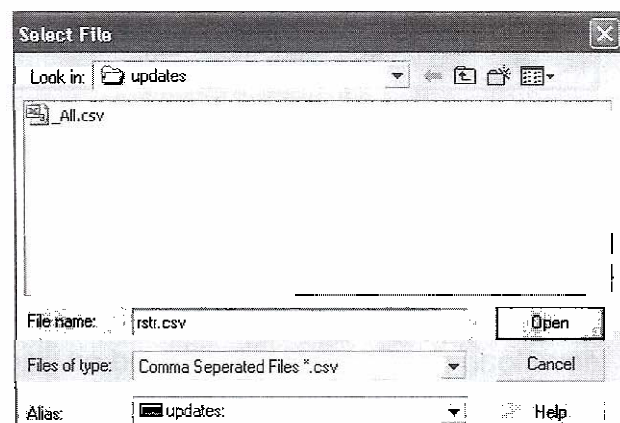 Select File
Look in: updates
_All.csv
File name: rstr.csv
Open
Files of type: Comma Seperated Files *.csv
Cancel
Alias: updates:
Help